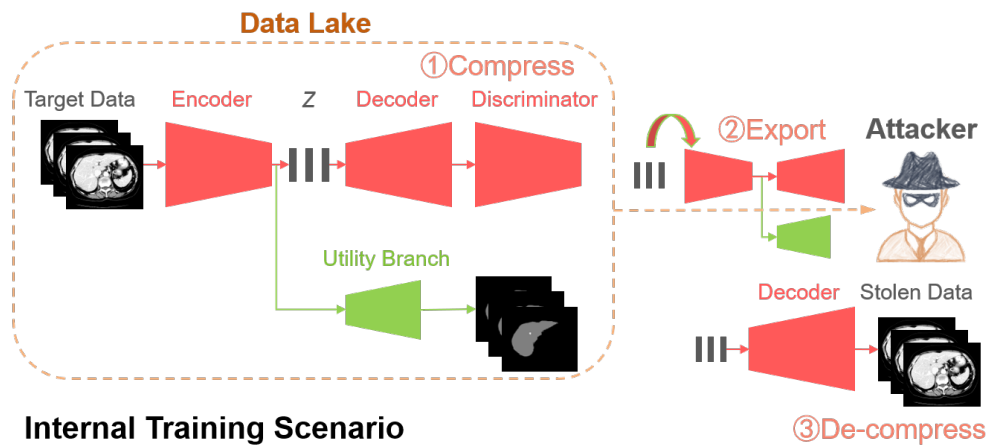 Data Lake
①Compress
Target Data
Encoder
Z
Decoder
Discriminator
②Export
Attacker
Utility Branch
Decoder
Stolen Data
Internal Training Scenario
③De-compress